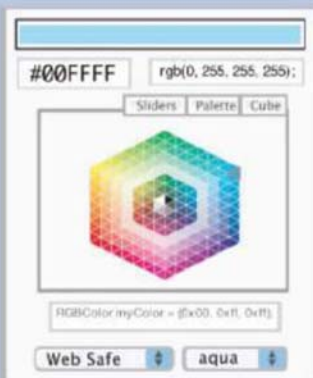 #00FFFF rgb(0, 255, 255, 255);
Sliders Palette Cube
RGBColor myColor = {0x00, 0xff, 0xff};
Web Safe aqua